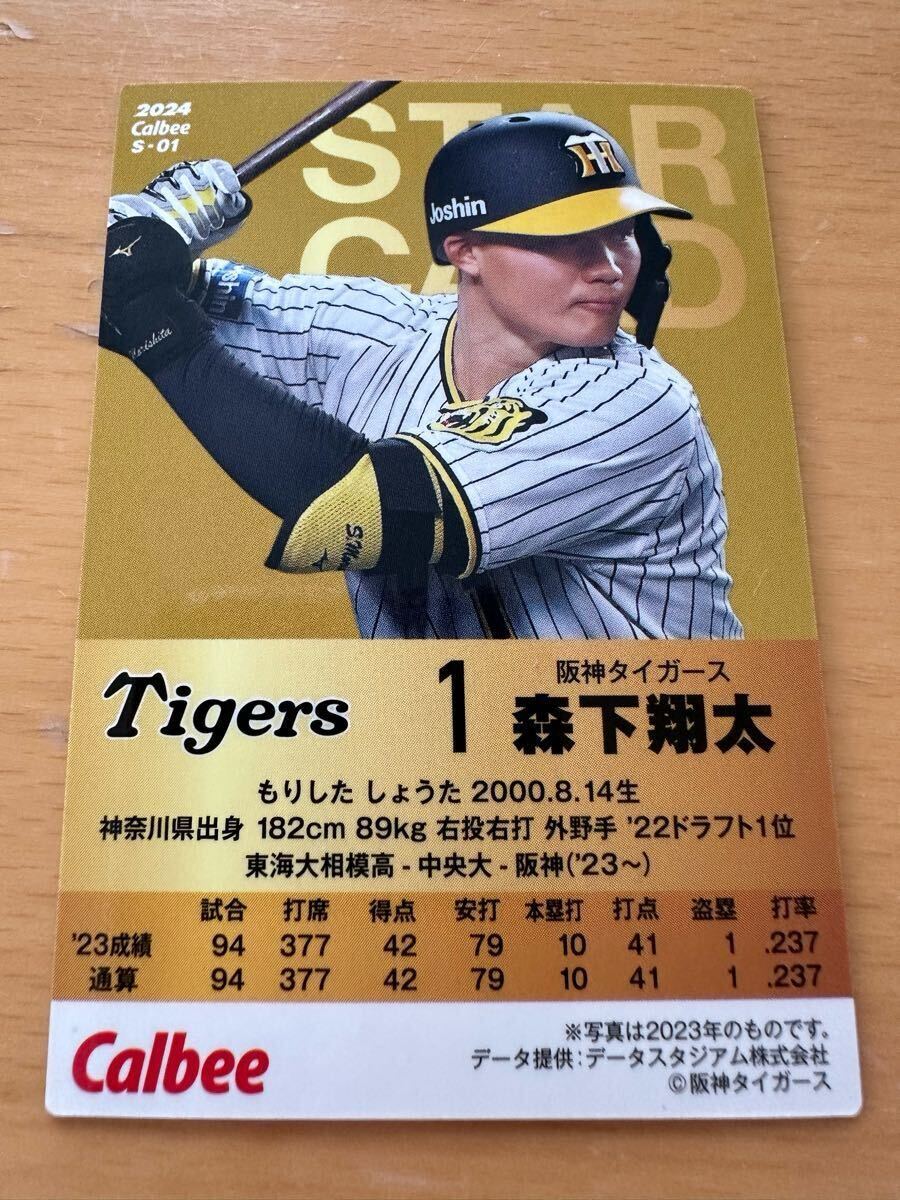 2024
Calbee
S-01
STAR
CARD
Joshin
Tigers 1 阪神タイガース
森下翔太
もりした しょうた 2000.8.14生
神奈川県出身 182cm 89kg 右投右打 外野手 '22ドラフト1位
東海大相模高 - 中央大 - 阪神('23～)
試合 打席 得点 安打 本塁打 打点 盗塁 打率
'23成績 94 377 42 79 10 41 1 .237
通算 94 377 42 79 10 41 1 .237
Calbee
※写真は2023年のものです。
データ提供：データスタジアム株式会社
©阪神タイガース